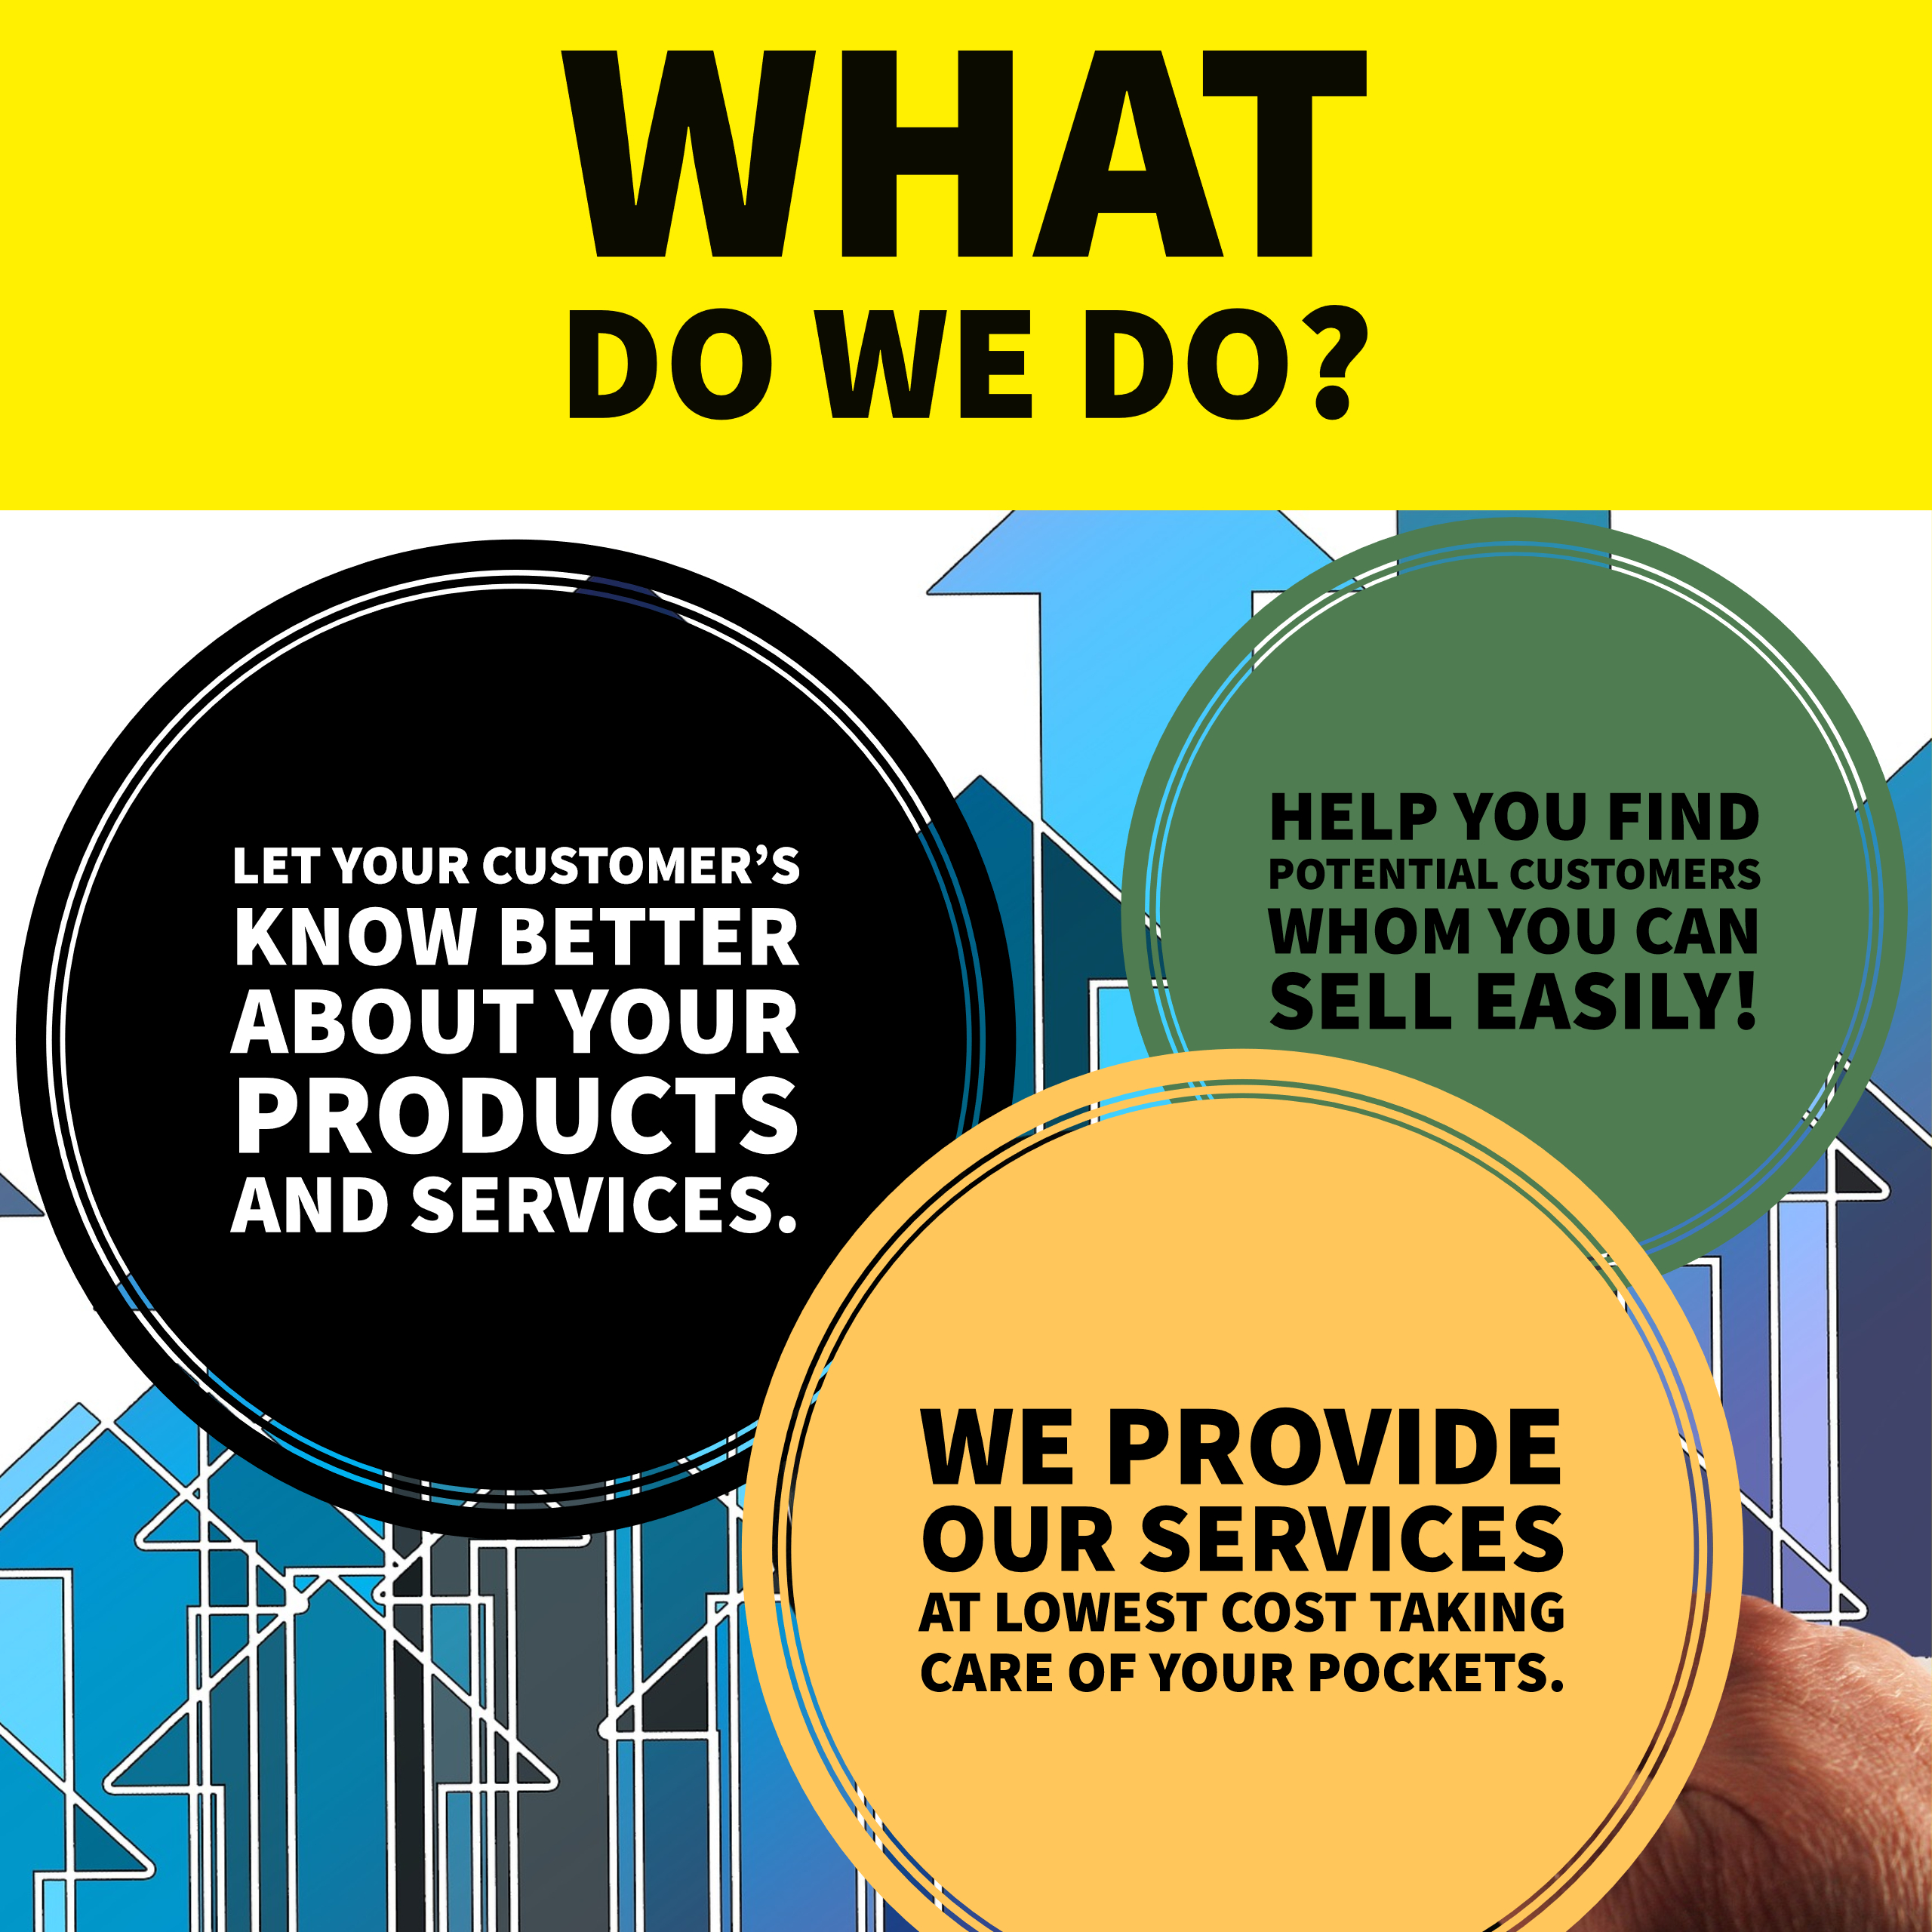 WHAT
DO WE DO?
LET YOUR CUSTOMER’S
KNOW BETTER
ABOUT YOUR
PRODUCTS
AND SERVICES.
HELP YOU FIND
POTENTIAL CUSTOMERS
WHOM YOU CAN
SELL EASILY!
WE PROVIDE
OUR SERVICES
AT LOWEST COST TAKING
CARE OF YOUR POCKETS.